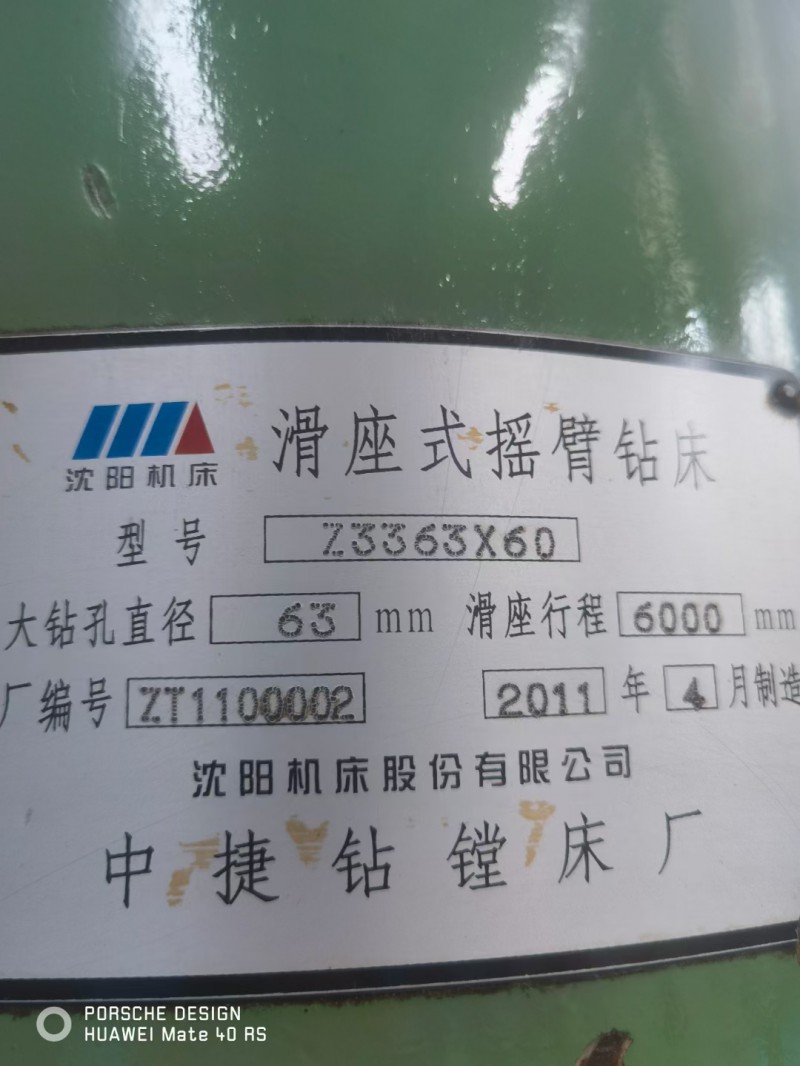 沈阳机床 滑座式摇臂钻床
型号 Z3363X60
大钻孔直径 63 mm 滑座行程 6000 mm
厂编号 ZT1100002 2011 年 4 月制造
沈阳机床股份有限公司
中捷钻镗床厂
PORSCHE DESIGN
HUAWEI Mate 40 RS